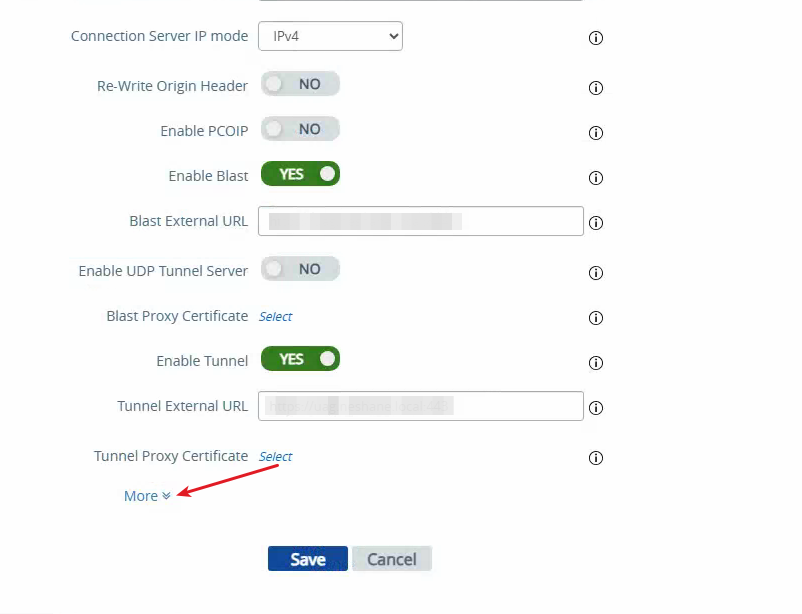 Connection Server IP mode IPv4
Re-Write Origin Header NO
Enable PCOIP NO
Enable Blast YES
Blast External URL
Enable UDP Tunnel Server NO
Blast Proxy Certificate Select
Enable Tunnel YES
Tunnel External URL
Tunnel Proxy Certificate Select
More
Save Cancel